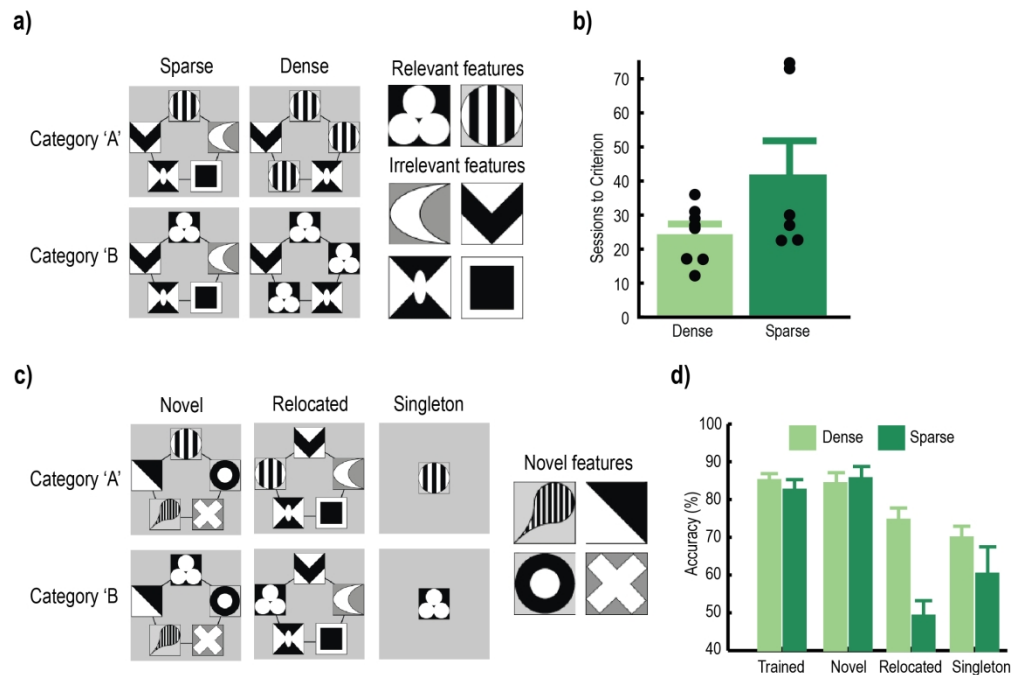 a)
Sparse
Dense
Relevant features
Category 'A'
Irrelevant features
Category 'B
b)
Sessions to Criterion
70
60
50
40
30
20
10
0
Dense
Sparse
c)
Novel
Relocated
Singleton
Category 'A'
Novel features
Category 'B
d)
Accuracy (%)
100
90
80
70
60
50
40
Dense
Sparse
Trained
Novel
Relocated
Singleton